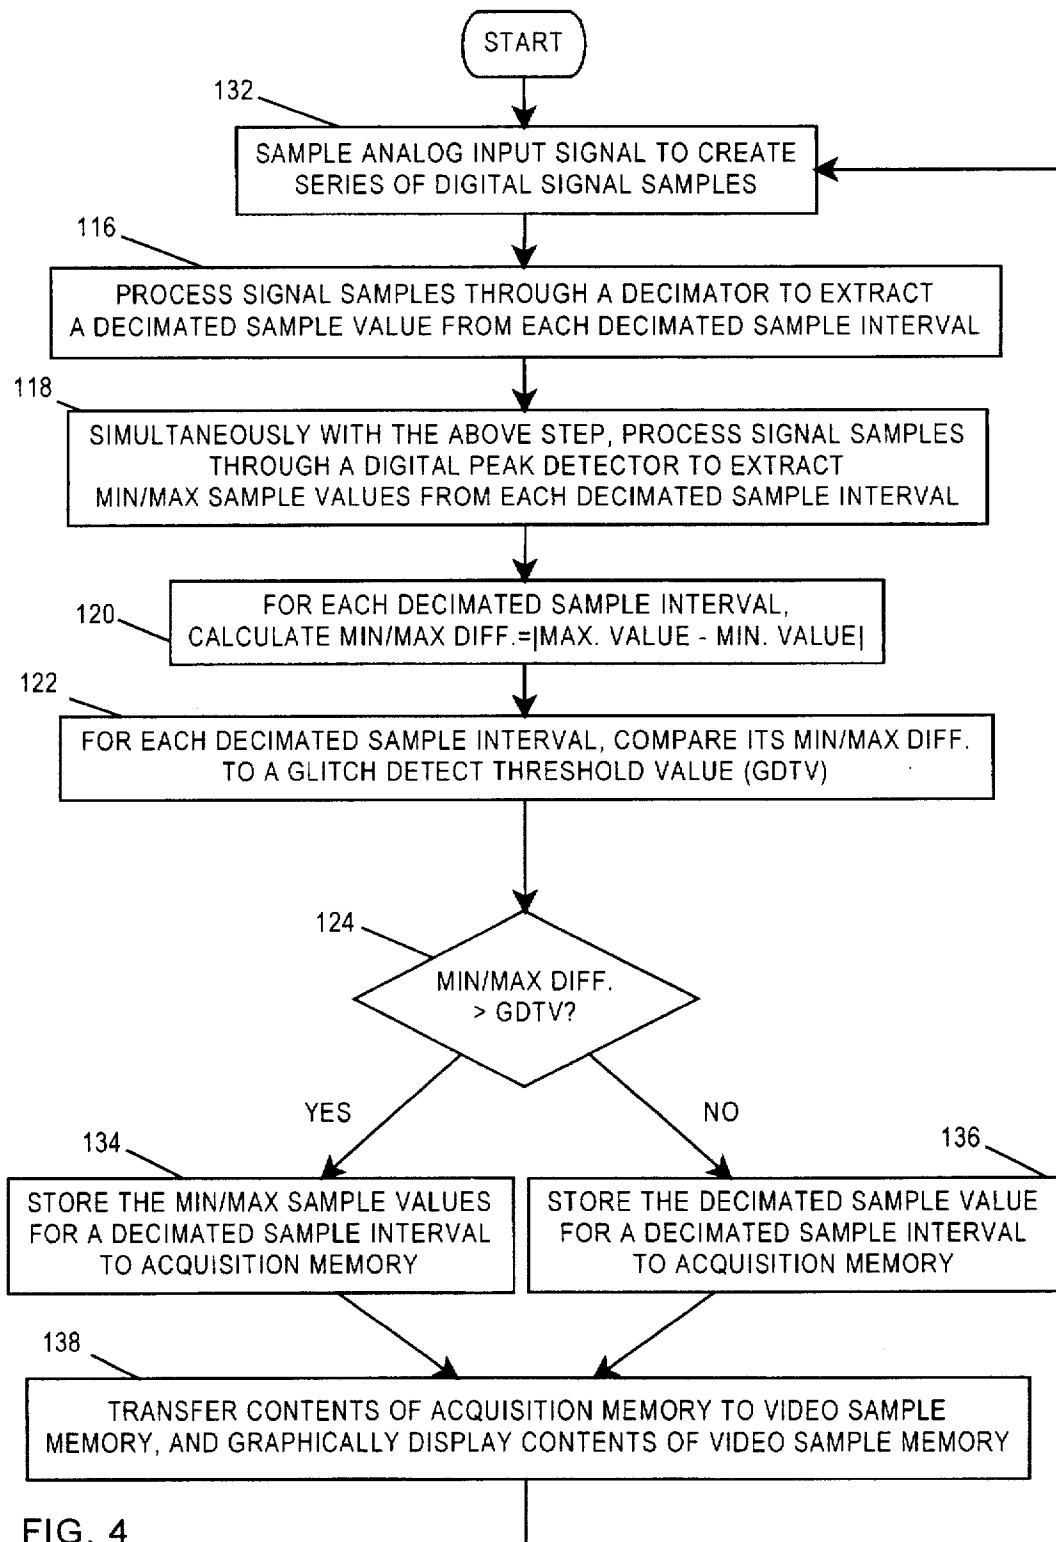 START
132
SAMPLE ANALOG INPUT SIGNAL TO CREATE
SERIES OF DIGITAL SIGNAL SAMPLES
116
PROCESS SIGNAL SAMPLES THROUGH A DECIMATOR TO EXTRACT
A DECIMATED SAMPLE VALUE FROM EACH DECIMATED SAMPLE INTERVAL
118
SIMULTANEOUSLY WITH THE ABOVE STEP, PROCESS SIGNAL SAMPLES
THROUGH A DIGITAL PEAK DETECTOR TO EXTRACT
MIN/MAX SAMPLE VALUES FROM EACH DECIMATED SAMPLE INTERVAL
120
FOR EACH DECIMATED SAMPLE INTERVAL,
CALCULATE MIN/MAX DIFF.=|MAX. VALUE - MIN. VALUE|
122
FOR EACH DECIMATED SAMPLE INTERVAL, COMPARE ITS MIN/MAX DIFF.
TO A GLITCH DETECT THRESHOLD VALUE (GDTV)
124
MIN/MAX DIFF.
> GDTV?
YES
NO
134
STORE THE MIN/MAX SAMPLE VALUES
FOR A DECIMATED SAMPLE INTERVAL
TO ACQUISITION MEMORY
136
STORE THE DECIMATED SAMPLE VALUE
FOR A DECIMATED SAMPLE INTERVAL
TO ACQUISITION MEMORY
138
TRANSFER CONTENTS OF ACQUISITION MEMORY TO VIDEO SAMPLE
MEMORY, AND GRAPHICALLY DISPLAY CONTENTS OF VIDEO SAMPLE MEMORY
FIG. 4